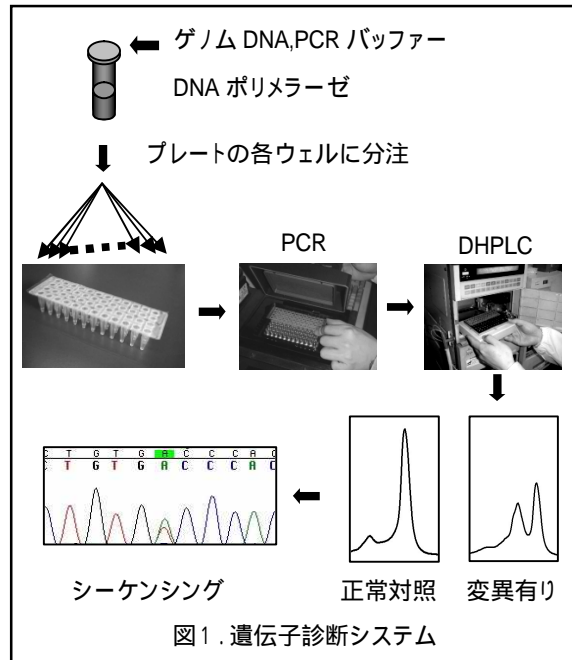 ゲノム DNA,PCR バッファー
DNA ポリメラーゼ
プレートの各ウェルに分注
PCR
DHPLC
C T G T G A C C C A C
C T G T G A C C C A C
シーケンシング
正常対照
変異有り
図1.遺伝子診断システム